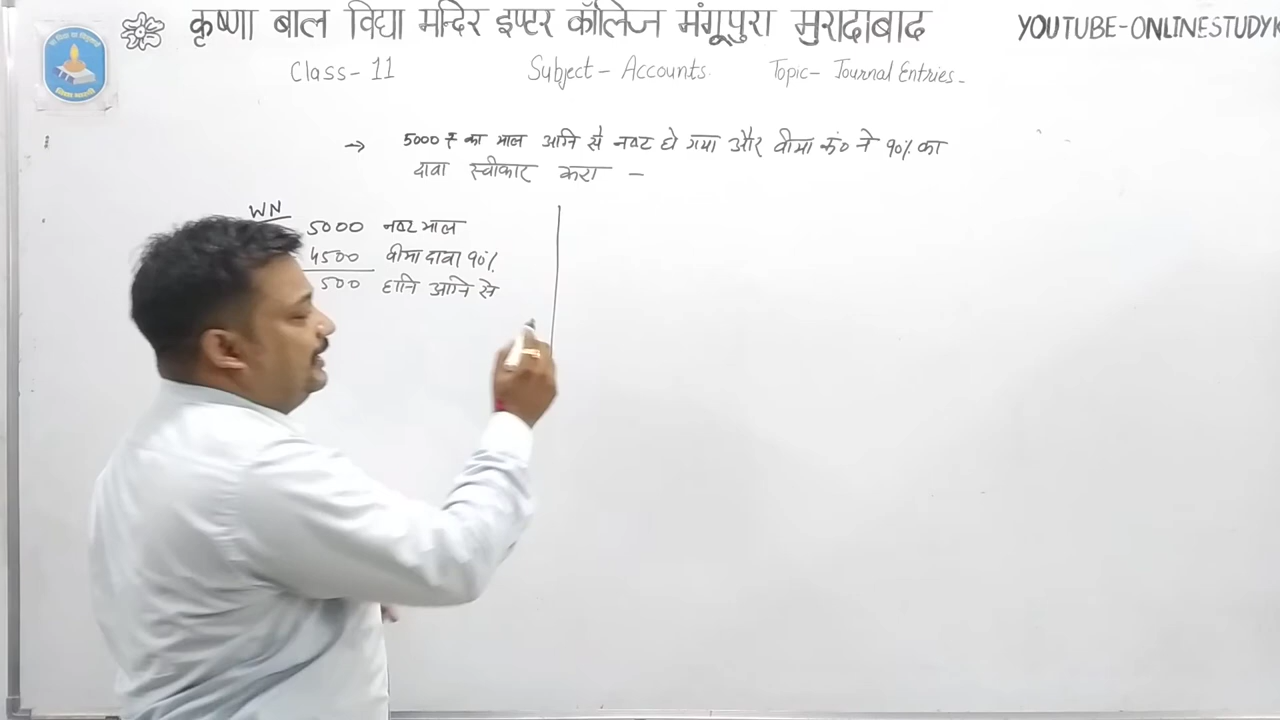 कृष्णा बाल विद्या मन्दिर इण्टर कॉलिज मंगूपुरा मुरादाबाद
YOUTUBE-ONLINESTUDYK
Class-11 Subject-Accounts. Topic-Journal Entries-
→ 5000 ₹ का माल अग्नि से नष्ट हो गया और बीमा कं० ने 90% का
दावा स्वीकार करा -
WN
5000 नष्ट माल
4500 बीमा दावा 90%
500 हानि अग्नि से